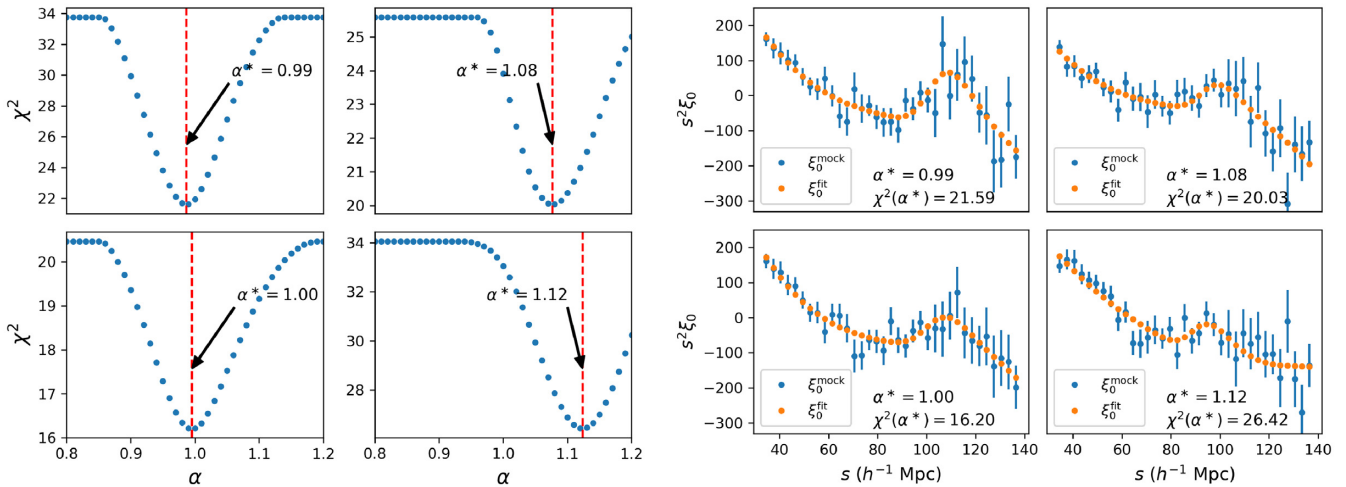 34
32
30
28
26
24
22
χ²
α* = 0.99
25
24
23
22
21
20
α* = 1.08
20
19
18
17
16
χ²
α* = 1.00
0.8 0.9 1.0 1.1 1.2
α
34
32
30
28
α* = 1.12
0.8 0.9 1.0 1.1 1.2
α
200
100
0
−100
−200
−300
s²ξ₀
ξ₀^mock
ξ₀^fit
α* = 0.99
χ²(α*) = 21.59
ξ₀^mock
ξ₀^fit
α* = 1.08
χ²(α*) = 20.03
200
100
0
−100
−200
−300
s²ξ₀
ξ₀^mock
ξ₀^fit
α* = 1.00
χ²(α*) = 16.20
40 60 80 100 120 140
s (h⁻¹ Mpc)
ξ₀^mock
ξ₀^fit
α* = 1.12
χ²(α*) = 26.42
40 60 80 100 120 140
s (h⁻¹ Mpc)